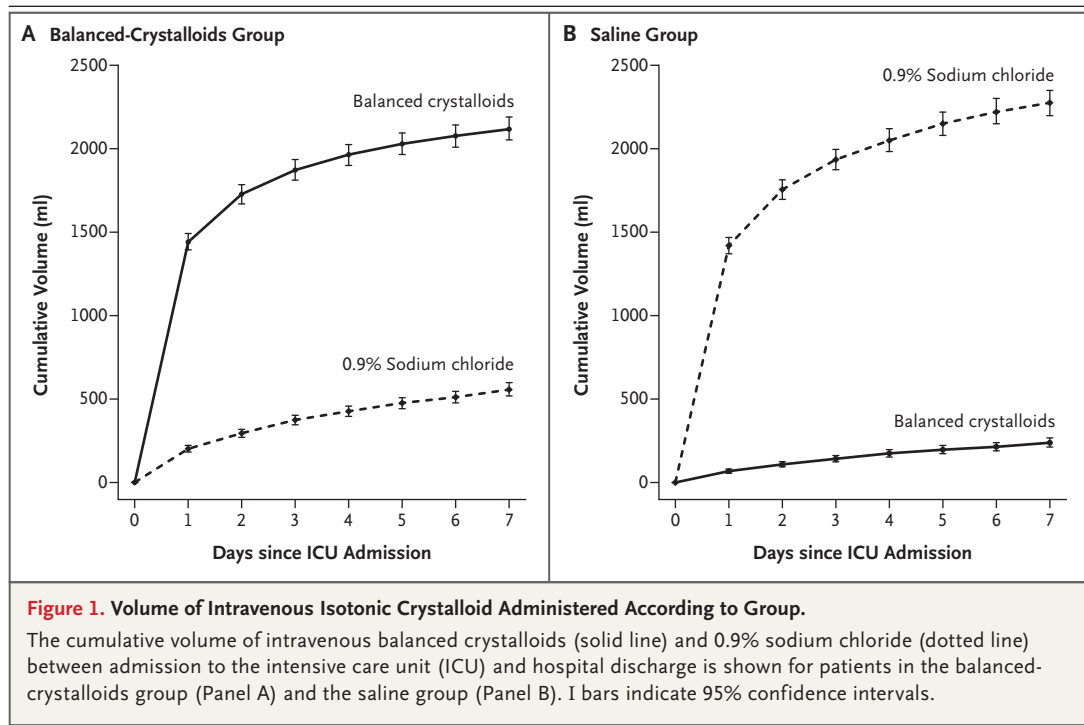 A Balanced-Crystalloids Group
2500
2000
1500
1000
500
0
Cumulative Volume (ml)
Balanced crystalloids
0.9% Sodium chloride
0 1 2 3 4 5 6 7
Days since ICU Admission
B Saline Group
2500
2000
1500
1000
500
0
Cumulative Volume (ml)
0.9% Sodium chloride
Balanced crystalloids
0 1 2 3 4 5 6 7
Days since ICU Admission
Figure 1. Volume of Intravenous Isotonic Crystalloid Administered According to Group.
The cumulative volume of intravenous balanced crystalloids (solid line) and 0.9% sodium chloride (dotted line)
between admission to the intensive care unit (ICU) and hospital discharge is shown for patients in the balanced-
crystalloids group (Panel A) and the saline group (Panel B). I bars indicate 95% confidence intervals.